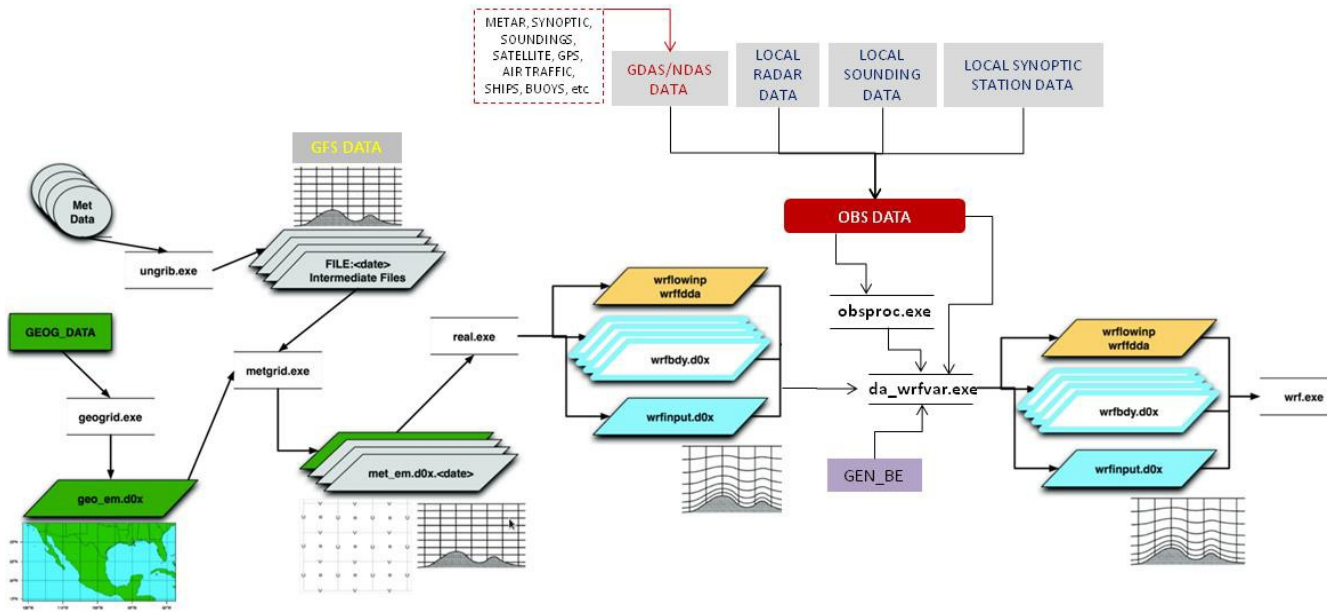 METAR, SYNOPTIC,
SOUNDINGS,
SATELLITE, GPS,
AIR TRAFFIC,
SHIPS, BUOYS, etc
GDAS/NDAS
DATA
LOCAL
RADAR
DATA
LOCAL
SOUNDING
DATA
LOCAL SYNOPTIC
STATION DATA
GFS DATA
Met
Data
ungrib.exe
FILE:<date>
Intermediate Files
OBS DATA
GEOG_DATA
metgrid.exe
real.exe
wrflowinp
wrffdda
wrfbdy.d0x
wrfinput.d0x
obsproc.exe
da_wrfvar.exe
GEN_BE
wrflowinp
wrffdda
wrfbdy.d0x
wrfinput.d0x
wrf.exe
geogrid.exe
geo_em.d0x
met_em.d0x.<date>